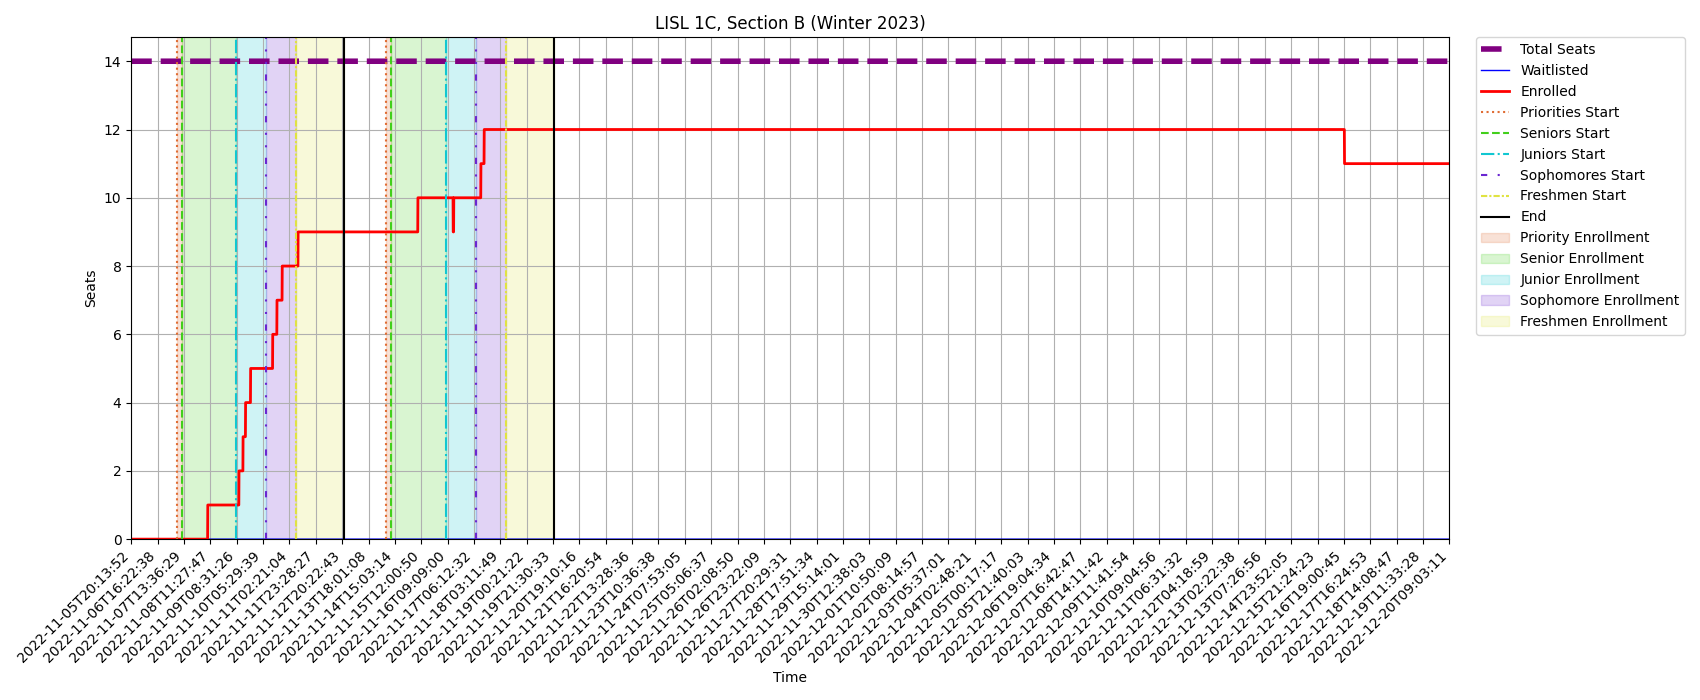 LISL 1C, Section B (Winter 2023)
Seats
14
12
10
8
6
4
2
0
2022-11-05T20:13:52
2022-11-06T16:22:38
2022-11-07T13:36:29
2022-11-08T11:27:47
2022-11-09T08:31:26
2022-11-10T05:29:39
2022-11-11T02:21:04
2022-11-11T23:28:27
2022-11-12T20:22:43
2022-11-13T18:01:08
2022-11-14T15:03:14
2022-11-15T12:00:50
2022-11-16T09:09:00
2022-11-17T06:12:32
2022-11-18T03:11:49
2022-11-19T00:21:22
2022-11-19T21:30:33
2022-11-20T19:10:16
2022-11-21T16:20:54
2022-11-22T13:28:36
2022-11-23T10:36:38
2022-11-24T07:53:05
2022-11-25T05:06:37
2022-11-26T02:08:50
2022-11-26T23:22:09
2022-11-27T20:29:31
2022-11-28T17:51:34
2022-11-29T15:14:01
2022-11-30T12:38:03
2022-12-01T10:50:09
2022-12-02T08:14:57
2022-12-03T05:37:01
2022-12-04T02:48:21
2022-12-05T00:17:17
2022-12-05T21:40:03
2022-12-06T19:04:34
2022-12-07T16:42:47
2022-12-08T14:11:42
2022-12-09T11:41:54
2022-12-10T09:04:56
2022-12-11T06:31:32
2022-12-12T04:18:59
2022-12-13T02:22:38
2022-12-13T07:26:56
2022-12-14T23:52:05
2022-12-15T21:24:23
2022-12-16T19:00:45
2022-12-17T16:24:53
2022-12-18T14:08:47
2022-12-19T11:33:28
2022-12-20T09:03:11
Time
Total Seats
Waitlisted
Enrolled
Priorities Start
Seniors Start
Juniors Start
Sophomores Start
Freshmen Start
End
Priority Enrollment
Senior Enrollment
Junior Enrollment
Sophomore Enrollment
Freshmen Enrollment